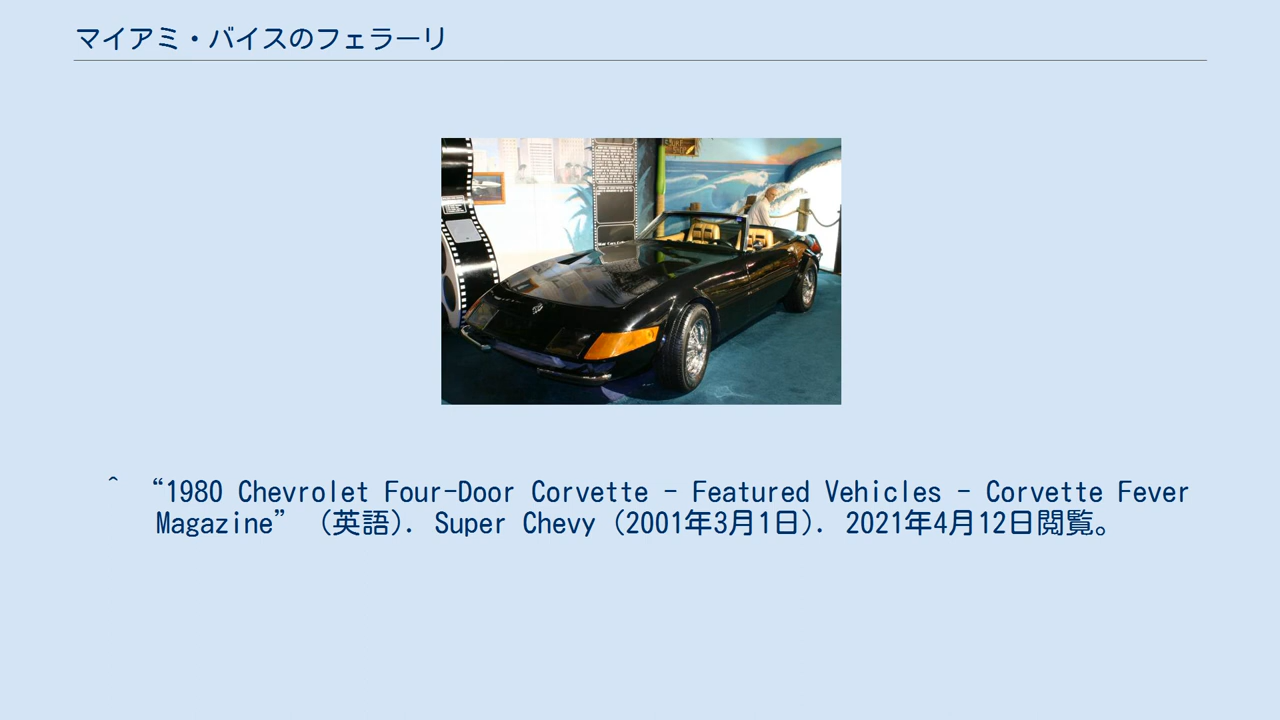 マイアミ・バイスのフェラーリ
^ “1980 Chevrolet Four-Door Corvette - Featured Vehicles - Corvette Fever
Magazine” (英語). Super Chevy (2001年3月1日). 2021年4月12日閲覧。